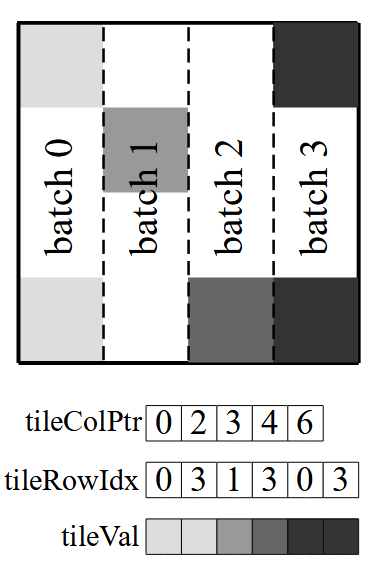 batch 0
batch 1
batch 2
batch 3
tileColPtr 0 2 3 4 6
tileRowIdx 0 3 1 3 0 3
tileVal